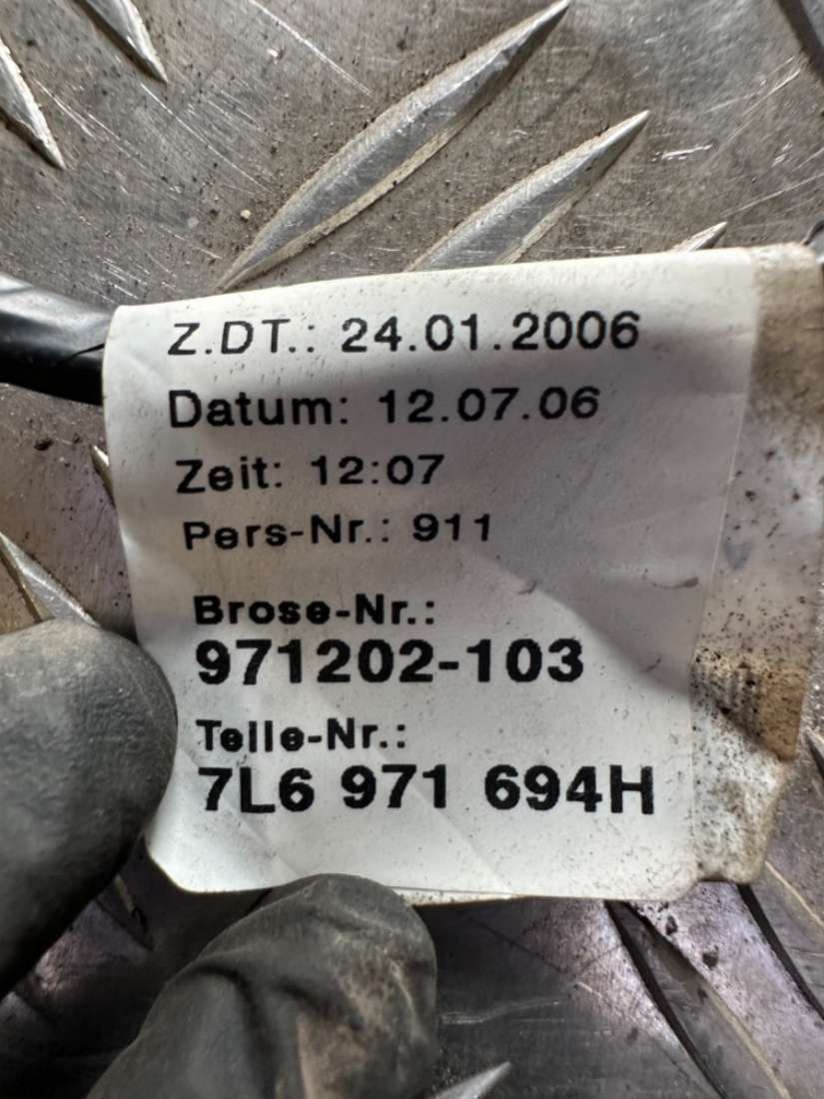 Z.DT.: 24.01.2006
Datum: 12.07.06
Zeit: 12:07
Pers-Nr.: 911
Brose-Nr.:
971202-103
Teile-Nr.:
7L6 971 694H